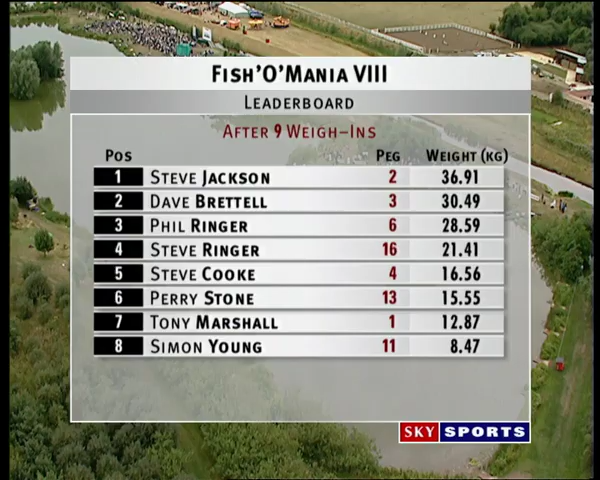 Fish'O'Mania VIII
Leaderboard
After 9 Weigh-Ins
Pos Peg Weight (kg)
1 Steve Jackson 2 36.91
2 Dave Brettell 3 30.49
3 Phil Ringer 6 28.59
4 Steve Ringer 16 21.41
5 Steve Cooke 4 16.56
6 Perry Stone 13 15.55
7 Tony Marshall 1 12.87
8 Simon Young 11 8.47
SKY SPORTS